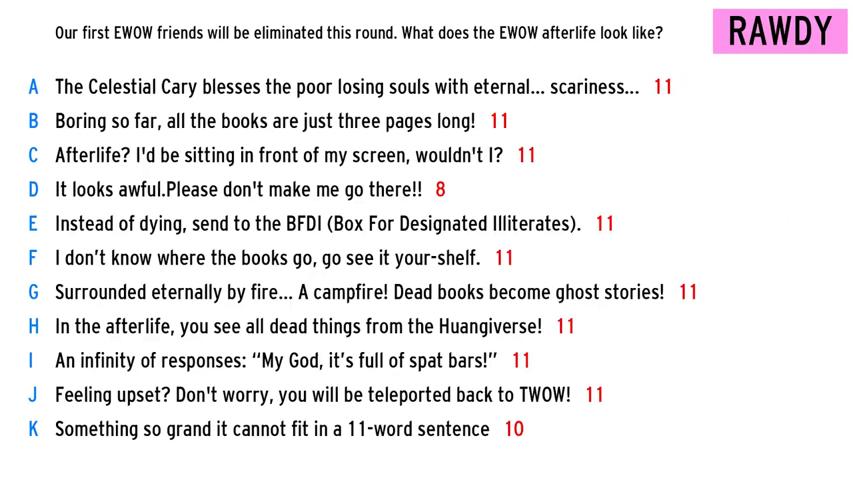 Our first EWOW friends will be eliminated this round. What does the EWOW afterlife look like?
RAWDY
A The Celestial Cary blesses the poor losing souls with eternal... scariness... 11
B Boring so far, all the books are just three pages long! 11
C Afterlife? I'd be sitting in front of my screen, wouldn't I? 11
D It looks awful.Please don't make me go there!! 8
E Instead of dying, send to the BFDI (Box For Designated Illiterates). 11
F I don’t know where the books go, go see it your-shelf. 11
G Surrounded eternally by fire... A campfire! Dead books become ghost stories! 11
H In the afterlife, you see all dead things from the Huangiverse! 11
I An infinity of responses: “My God, it’s full of spat bars!” 11
J Feeling upset? Don't worry, you will be teleported back to TWOW! 11
K Something so grand it cannot fit in a 11-word sentence 10